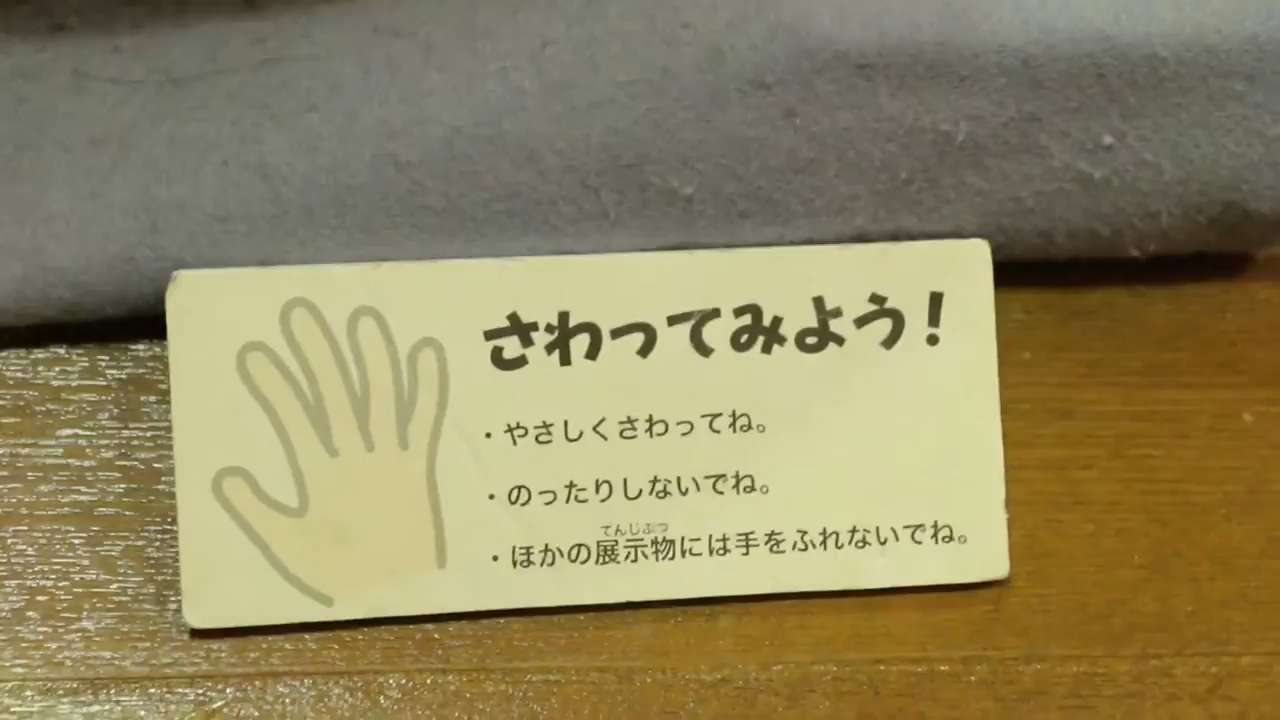 さわってみよう!
・やさしくさわってね。
・のったりしないでね。
てんじぶつ
・ほかの展示物には手をふれないでね。